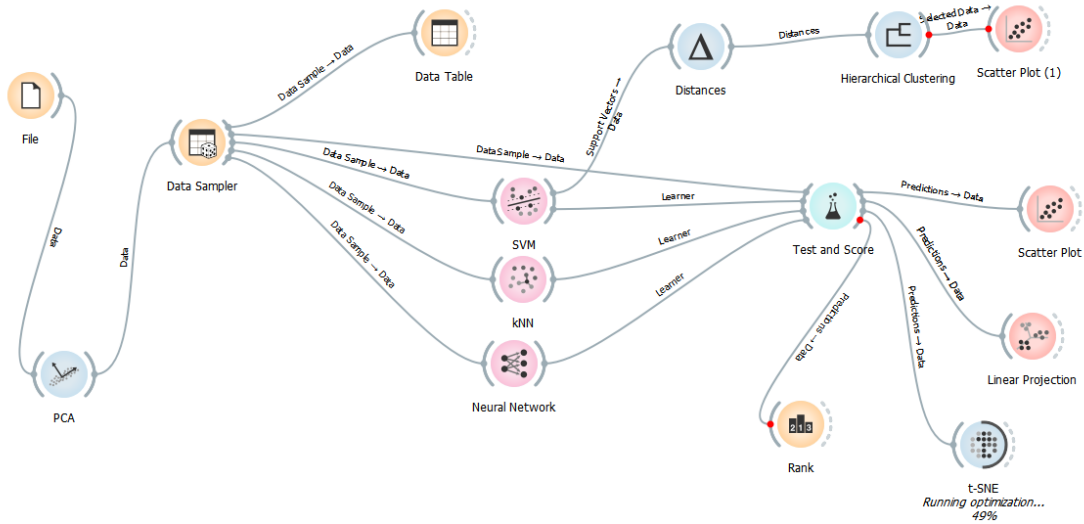 Data Sample → Data
Data Table
Support Vectors →
Data
Distances
Distances
Selected Data →
Data
Hierarchical Clustering
Scatter Plot (1)
File
Data
Data Sampler
Data
PCA
Data Sample → Data
Data Sample → Data
Data Sample → Data
Data Sample → Data
SVM
kNN
Neural Network
Learner
Learner
Learner
Test and Score
Predictions → Data
Scatter Plot
Predictions → Data
Linear Projection
Predictions → Data
Predictions → Data
213
Rank
t-SNE
Running optimization...
49%